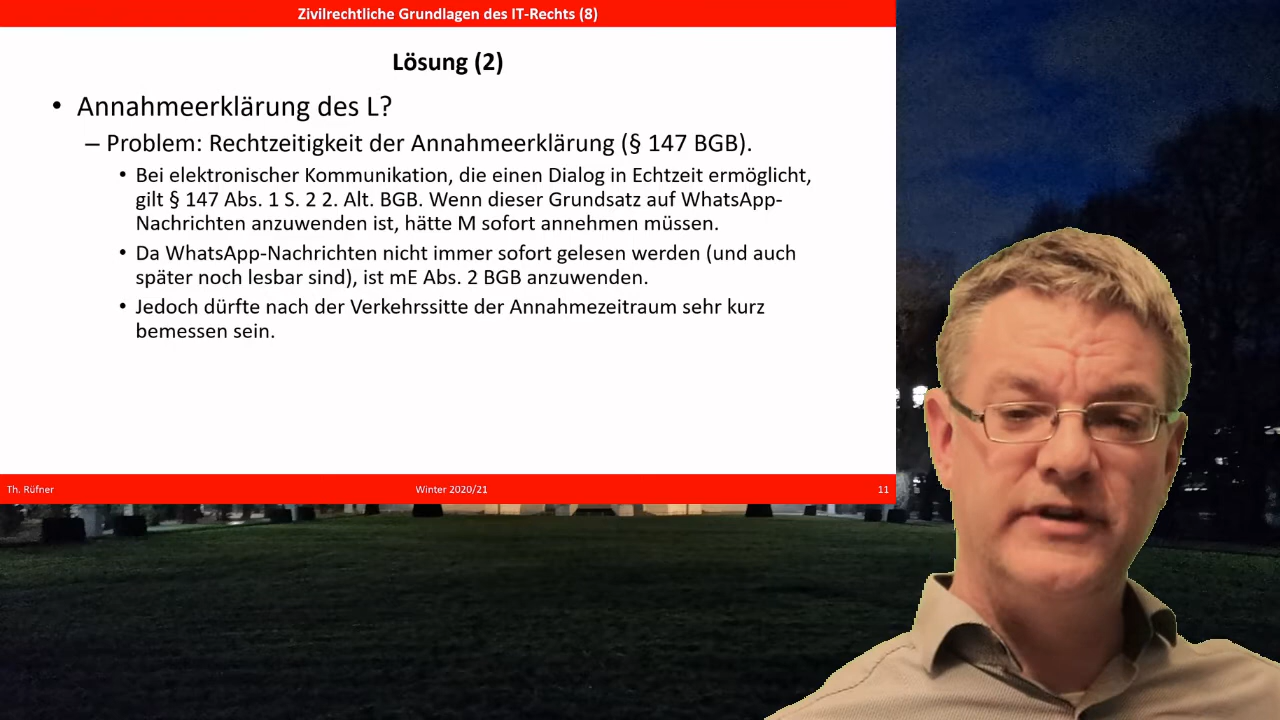 Zivilrechtliche Grundlagen des IT-Rechts (8)
Lösung (2)
• Annahmeerklärung des L?
– Problem: Rechtzeitigkeit der Annahmeerklärung (§ 147 BGB).
• Bei elektronischer Kommunikation, die einen Dialog in Echtzeit ermöglicht,
gilt § 147 Abs. 1 S. 2 2. Alt. BGB. Wenn dieser Grundsatz auf WhatsApp-
Nachrichten anzuwenden ist, hätte M sofort annehmen müssen.
• Da WhatsApp-Nachrichten nicht immer sofort gelesen werden (und auch
später noch lesbar sind), ist mE Abs. 2 BGB anzuwenden.
• Jedoch dürfte nach der Verkehrssitte der Annahmezeitraum sehr kurz
bemessen sein.
Th. Rüfner
Winter 2020/21
11